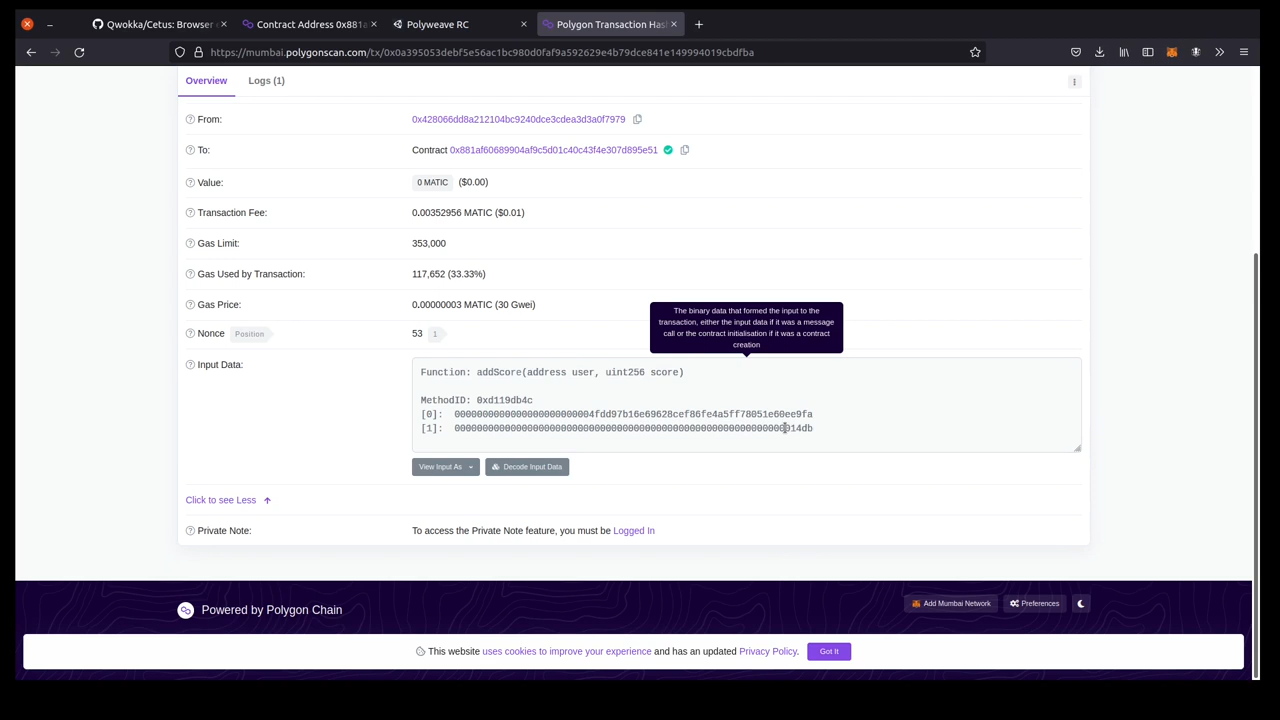 Qwokka/Cetus: Browser
Contract Address 0x881a
Polyweave RC
Polygon Transaction Hash
https://mumbai.polygonscan.com/tx/0x0a395053debf5e56ac1bc980d0faf9a592629e4b79dce841e149994019cbdfba
Overview
Logs (1)
From:
0x428066dd8a212104bc9240dce3cdea3d3a0f7979
To:
Contract 0x881af60689904af9c5d01c40c43f4e307d895e51
Value:
0 MATIC ($0.00)
Transaction Fee:
0.00352956 MATIC ($0.01)
Gas Limit:
353,000
Gas Used by Transaction:
117,652 (33.33%)
Gas Price:
0.00000003 MATIC (30 Gwei)
The binary data that formed the input to the
transaction, either the input data if it was a message
call or the contract initialisation if it was a contract
creation
Nonce Position
53 1
Input Data:
Function: addScore(address user, uint256 score)
MethodID: 0xd119db4c
[0]: 0000000000000000000000004fdd97b16e69628cef86fe4a5ff78051e60ee9fa
[1]: 00000000000000000000000000000000000000000000000000000000000014db
View Input As
Decode Input Data
Click to see Less
Private Note:
To access the Private Note feature, you must be Logged In
Powered by Polygon Chain
Add Mumbai Network
Preferences
This website uses cookies to improve your experience and has an updated Privacy Policy.
Got It